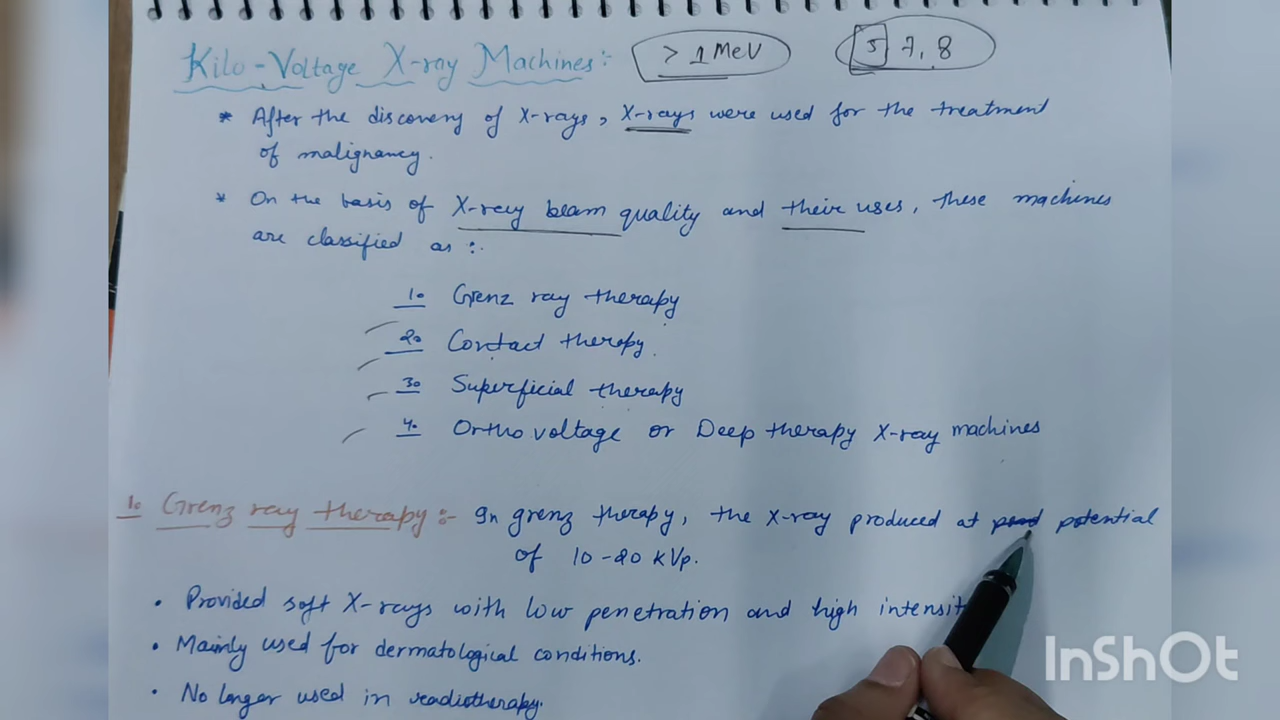 Kilo-Voltage X-ray Machines:- > 1 MeV 5 7, 8
* After the discovery of X-rays, X-rays were used for the treatment
of malignancy.
* On the basis of X-ray beam quality and their uses, these machines
are classified as :-
1. Grenz ray therapy
2. Contact therapy.
3. Superficial therapy
4. Orthovoltage or Deep therapy X-ray machines
1. Grenz ray therapy:- In grenz therapy, the X-ray produced at potential
of 10-20 kVp.
• Provided soft X-rays with low penetration and high intensit
• Mainly used for dermatological conditions.
• No longer used in readiotherapy.
InShOt